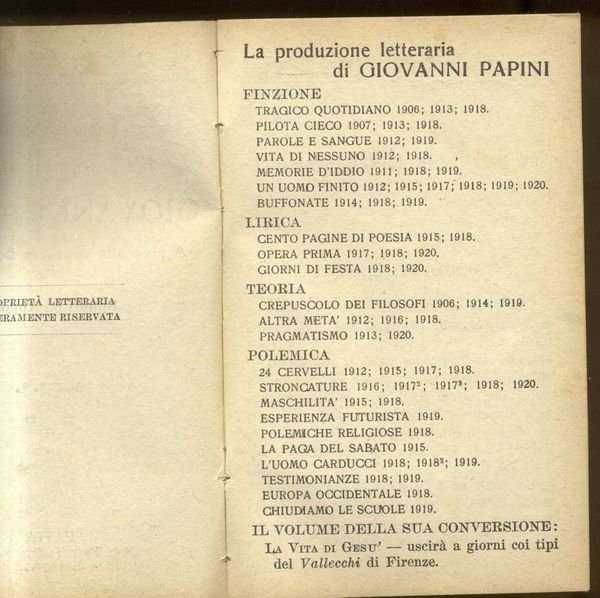 OPRIETÀ LETTERARIA
ERAMENTE RISERVATA
La produzione letteraria
di GIOVANNI PAPINI
FINZIONE
TRAGICO QUOTIDIANO 1906; 1913; 1918.
PILOTA CIECO 1907; 1913; 1918.
PAROLE E SANGUE 1912; 1919.
VITA DI NESSUNO 1912; 1918.
MEMORIE D'IDDIO 1911; 1918; 1919.
UN UOMO FINITO 1912; 1915; 1917; 1918; 1919; 1920.
BUFFONATE 1914; 1918; 1919.
LIRICA
CENTO PAGINE DI POESIA 1915; 1918.
OPERA PRIMA 1917; 1918; 1920.
GIORNI DI FESTA 1918; 1920.
TEORIA
CREPUSCOLO DEI FILOSOFI 1906; 1914; 1919.
ALTRA META' 1912; 1916; 1918.
PRAGMATISMO 1913; 1920.
POLEMICA
24 CERVELLI 1912; 1915; 1917; 1918.
STRONCATURE 1916; 1917²; 1917³; 1918; 1920.
MASCHILITA' 1915; 1918.
ESPERIENZA FUTURISTA 1919.
POLEMICHE RELIGIOSE 1918.
LA PAGA DEL SABATO 1915.
L'UOMO CARDUCCI 1918; 1918²; 1919.
TESTIMONIANZE 1918; 1919.
EUROPA OCCIDENTALE 1918.
CHIUDIAMO LE SCUOLE 1919.
IL VOLUME DELLA SUA CONVERSIONE:
LA VITA DI GESU' — uscirà a giorni coi tipi
del Vallecchi di Firenze.